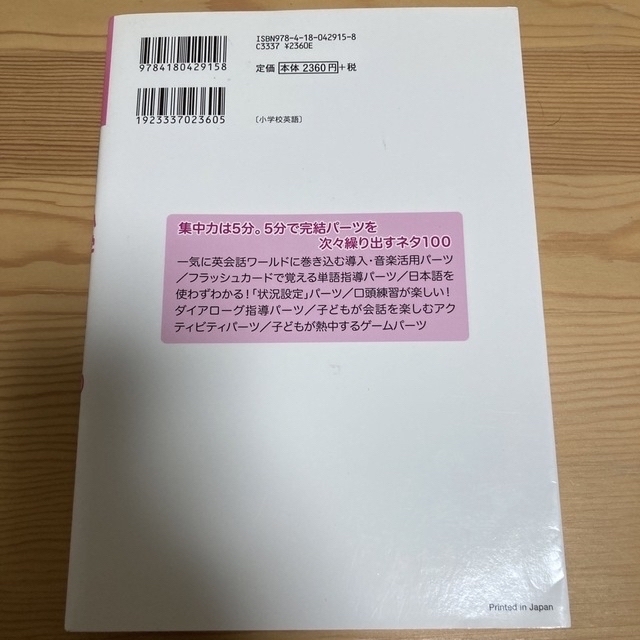 ISBN978-4-18-042915-8
C3337 ¥2360E
9784180429158
定価 本体 2360円+税
1923337023605
〔小学校英語〕
集中力は5分。5分で完結パーツを
次々繰り出すネタ100
一気に英会話ワールドに巻き込む導入・音楽活用パーツ
／フラッシュカードで覚える単語指導パーツ／日本語を
使わずわかる!「状況設定」パーツ／口頭練習が楽しい!
ダイアローグ指導パーツ／子どもが会話を楽しむアク
ティビティパーツ／子どもが熱中するゲームパーツ
Printed in Japan